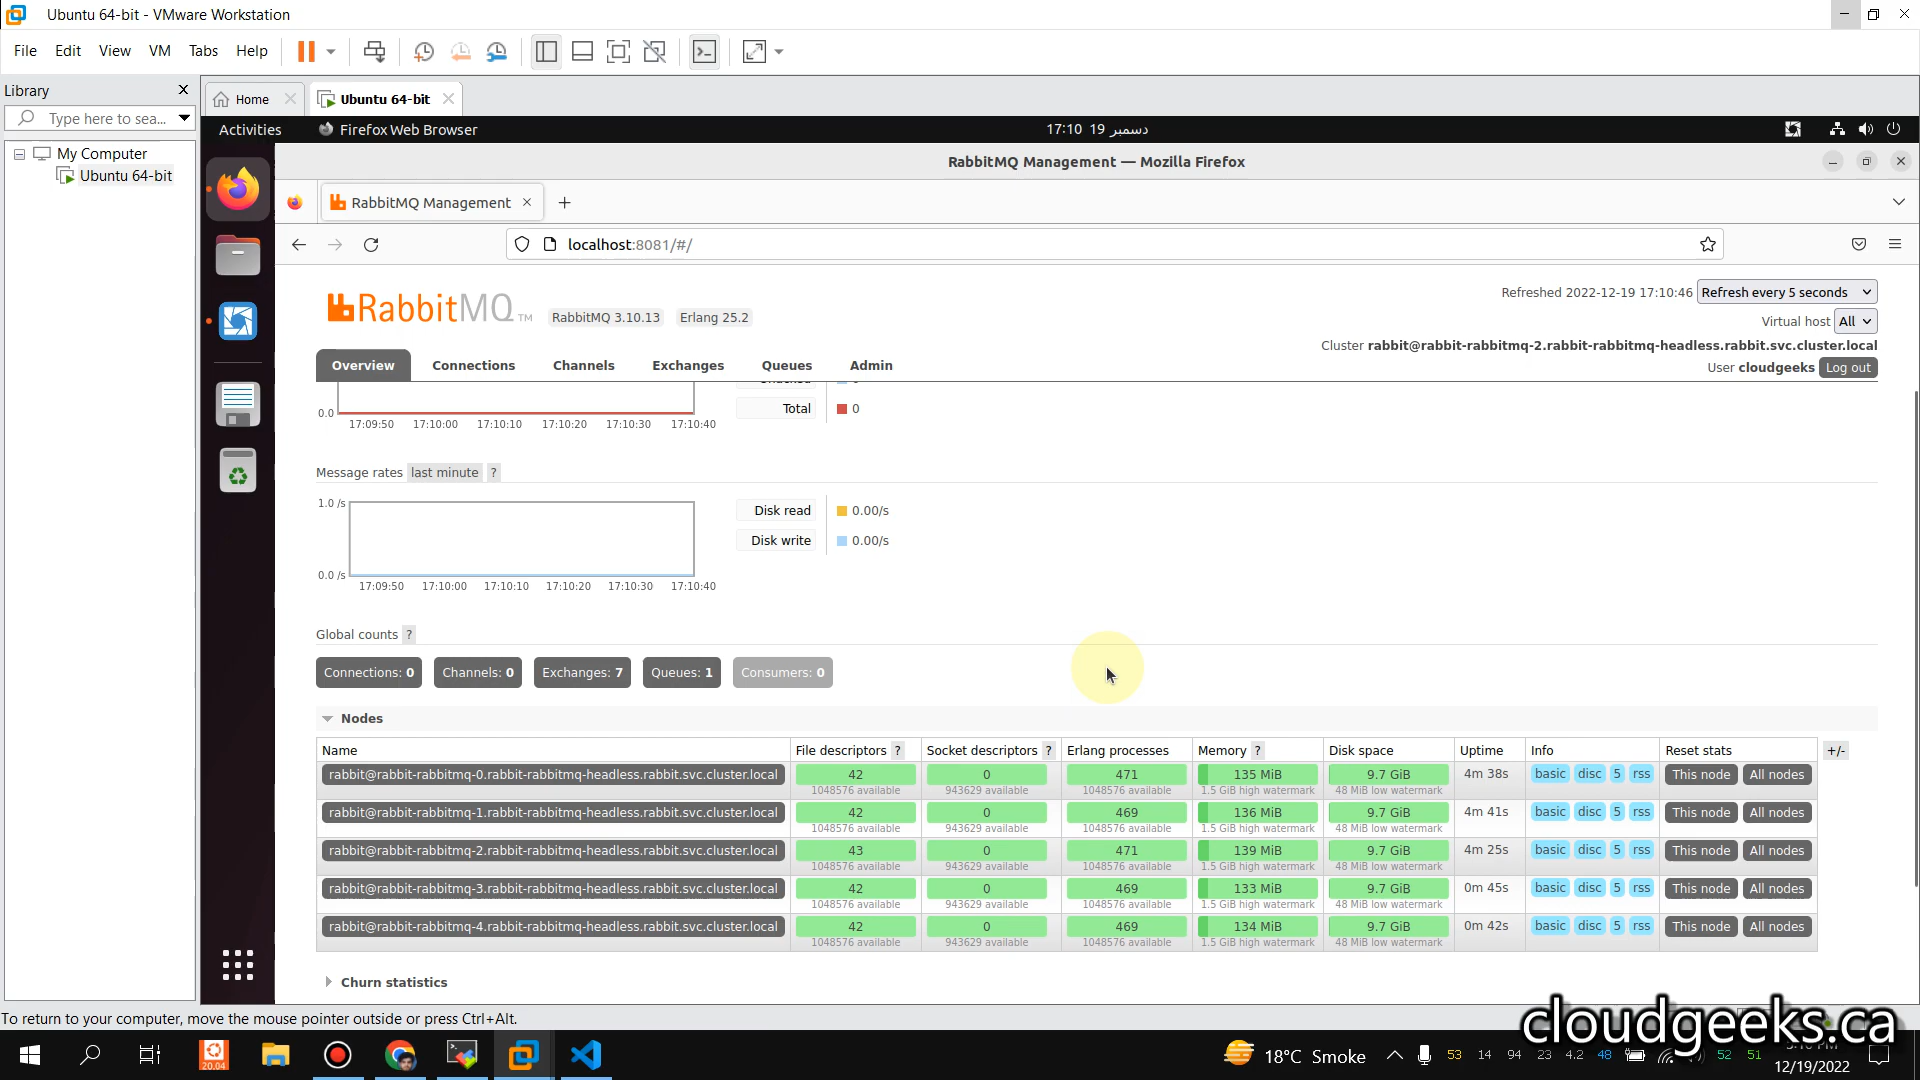 Ubuntu 64-bit - VMware Workstation
File Edit View VM Tabs Help
Library
Type here to sea...
My Computer
Ubuntu 64-bit
Home
Ubuntu 64-bit
Activities
Firefox Web Browser
17:10 19 دسمبر
RabbitMQ Management — Mozilla Firefox
RabbitMQ Management
localhost:8081/#/
RabbitMQ TM
RabbitMQ 3.10.13 Erlang 25.2
Refreshed 2022-12-19 17:10:46 Refresh every 5 seconds
Virtual host All
Cluster rabbit@rabbit-rabbitmq-2.rabbit-rabbitmq-headless.rabbit.svc.cluster.local
User cloudgeeks Log out
Overview Connections Channels Exchanges Queues Admin
Total 0
0.0
17:09:50 17:10:00 17:10:10 17:10:20 17:10:30 17:10:40
Message rates last minute ?
1.0 /s
0.0 /s
17:09:50 17:10:00 17:10:10 17:10:20 17:10:30 17:10:40
Disk read 0.00/s
Disk write 0.00/s
Global counts ?
Connections: 0 Channels: 0 Exchanges: 7 Queues: 1 Consumers: 0
Nodes
Name File descriptors ? Socket descriptors ? Erlang processes Memory ? Disk space Uptime Info Reset stats +/-
rabbit@rabbit-rabbitmq-0.rabbit-rabbitmq-headless.rabbit.svc.cluster.local 42 0 471 135 MiB 9.7 GiB 4m 38s basic disc 5 rss This node All nodes
1048576 available 943629 available 1048576 available 1.5 GiB high watermark 48 MiB low watermark
rabbit@rabbit-rabbitmq-1.rabbit-rabbitmq-headless.rabbit.svc.cluster.local 42 0 469 136 MiB 9.7 GiB 4m 41s basic disc 5 rss This node All nodes
1048576 available 943629 available 1048576 available 1.5 GiB high watermark 48 MiB low watermark
rabbit@rabbit-rabbitmq-2.rabbit-rabbitmq-headless.rabbit.svc.cluster.local 43 0 471 139 MiB 9.7 GiB 4m 25s basic disc 5 rss This node All nodes
1048576 available 943629 available 1048576 available 1.5 GiB high watermark 48 MiB low watermark
rabbit@rabbit-rabbitmq-3.rabbit-rabbitmq-headless.rabbit.svc.cluster.local 42 0 469 133 MiB 9.7 GiB 0m 45s basic disc 5 rss This node All nodes
1048576 available 943629 available 1048576 available 1.5 GiB high watermark 48 MiB low watermark
rabbit@rabbit-rabbitmq-4.rabbit-rabbitmq-headless.rabbit.svc.cluster.local 42 0 469 134 MiB 9.7 GiB 0m 42s basic disc 5 rss This node All nodes
1048576 available 943629 available 1048576 available 1.5 GiB high watermark 48 MiB low watermark
Churn statistics
To return to your computer, move the mouse pointer outside or press Ctrl+Alt.
cloudgeeks.ca
20.04
18°C Smoke
53 14 94 23 4.2 48 52 51
12/19/2022